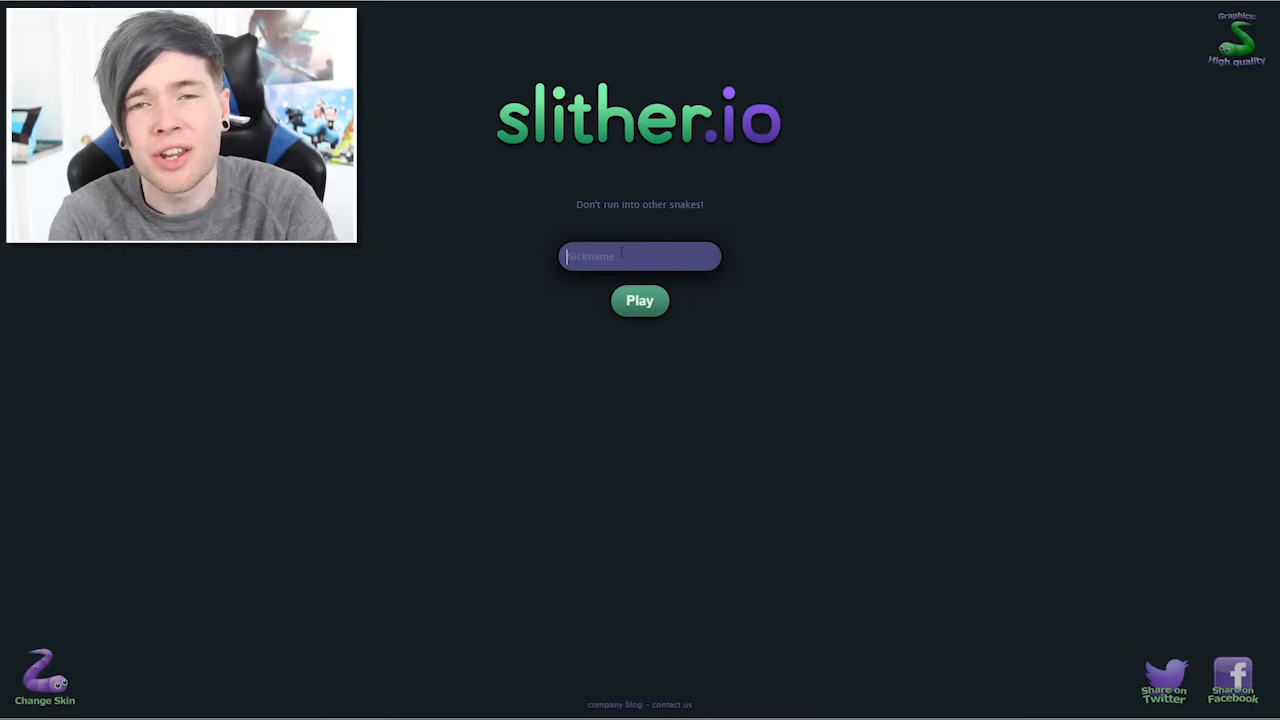 Graphics:
High quality
slither.io
Don't run into other snakes!
Nickname
Play
Change Skin
company blog - contact us
Share on
Twitter
Share on
Facebook